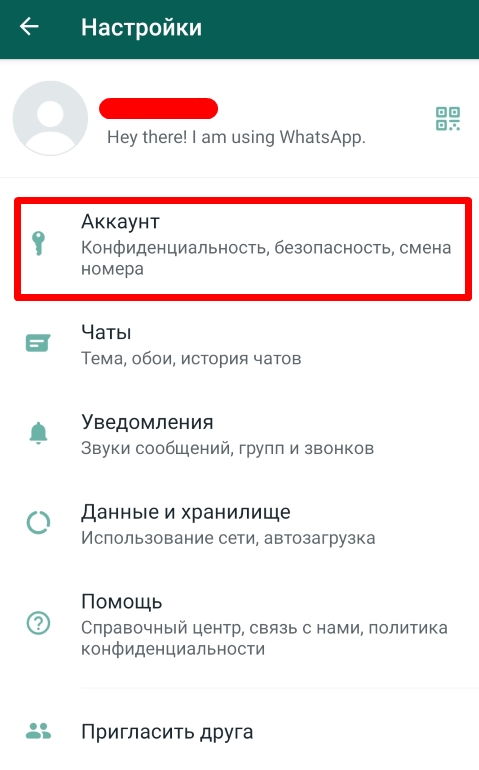 Настройки
Hey there! I am using WhatsApp.
Аккаунт
Конфиденциальность, безопасность, смена
номера
Чаты
Тема, обои, история чатов
Уведомления
Звуки сообщений, групп и звонков
Данные и хранилище
Использование сети, автозагрузка
Помощь
Справочный центр, связь с нами, политика
конфиденциальности
Пригласить друга